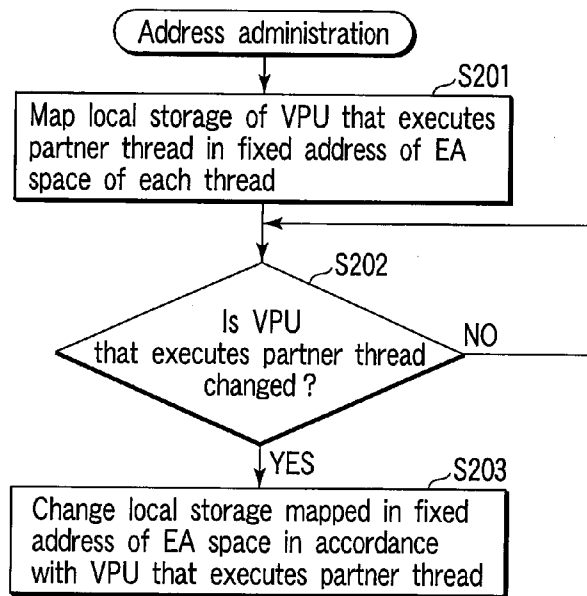 Address administration
S201
Map local storage of VPU that executes
partner thread in fixed address of EA
space of each thread
S202
Is VPU
that executes partner thread
changed ?
NO
YES
S203
Change local storage mapped in fixed
address of EA space in accordance
with VPU that executes partner thread